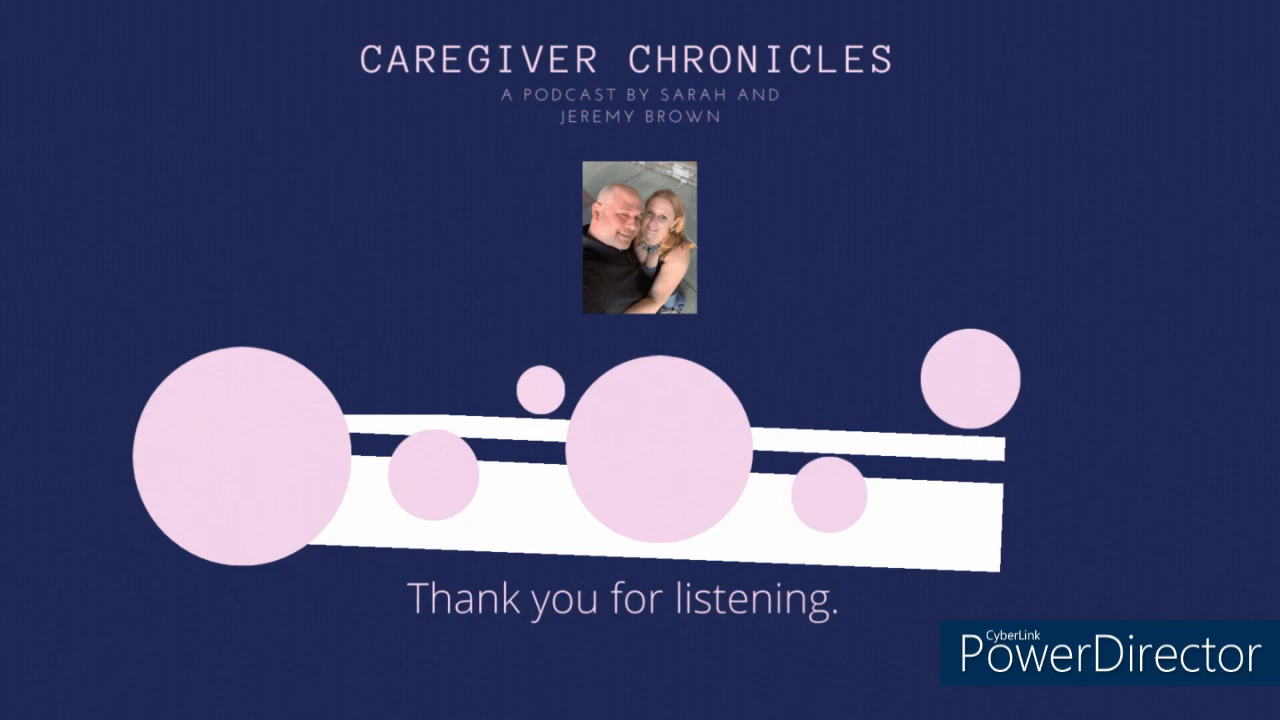 CAREGIVER CHRONICLES
A PODCAST BY SARAH AND
JEREMY BROWN
Thank you for listening.
CyberLink
PowerDirector